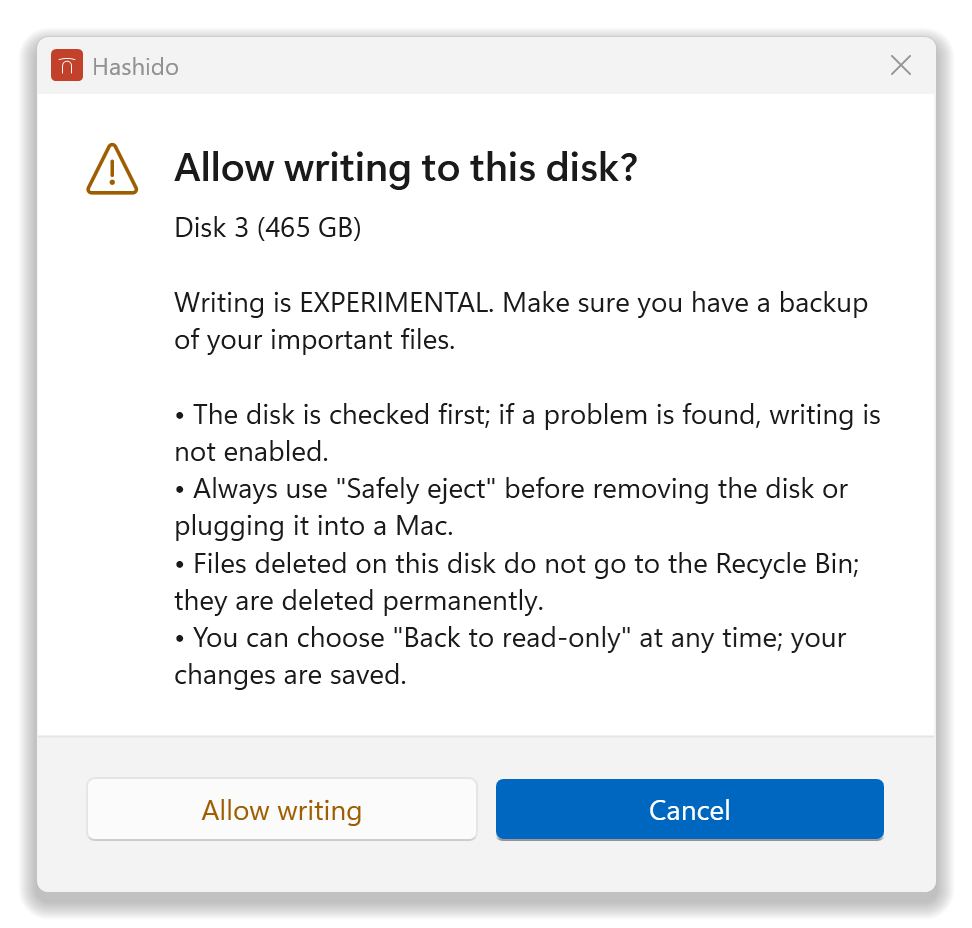 Hashido
Allow writing to this disk?
Disk 3 (465 GB)
Writing is EXPERIMENTAL. Make sure you have a backup
of your important files.
• The disk is checked first; if a problem is found, writing is
not enabled.
• Always use "Safely eject" before removing the disk or
plugging it into a Mac.
• Files deleted on this disk do not go to the Recycle Bin;
they are deleted permanently.
• You can choose "Back to read-only" at any time; your
changes are saved.
Allow writing
Cancel